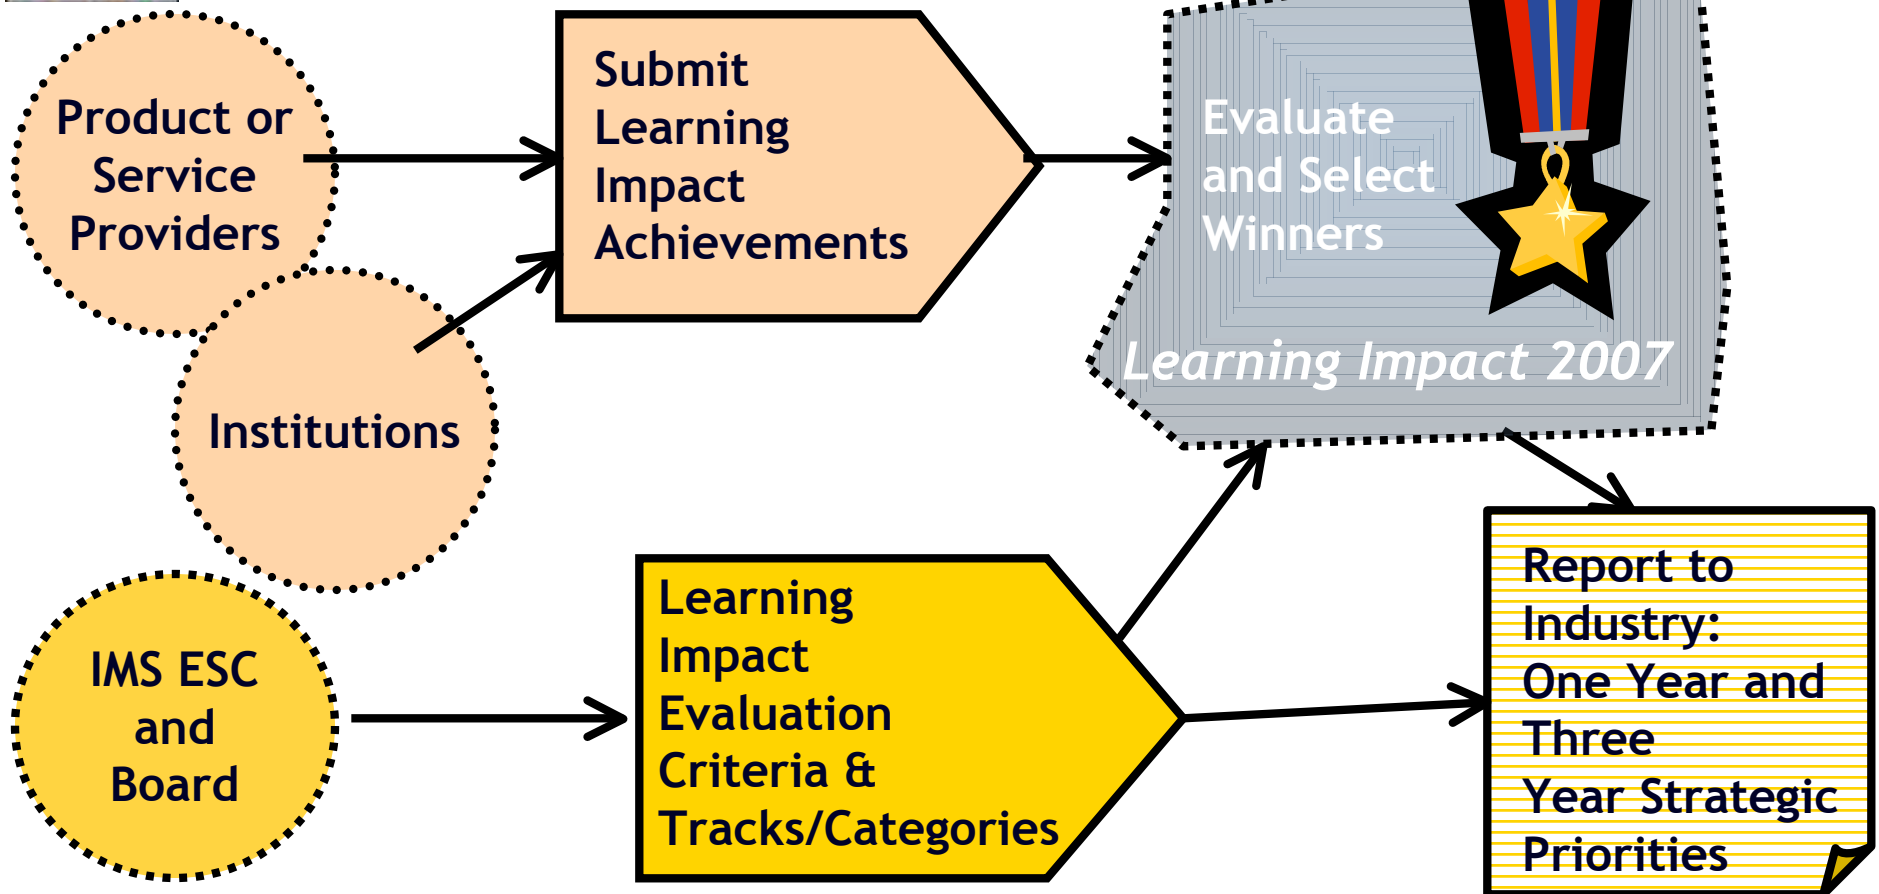 Product or
Service
Providers
Submit
Learning
Impact
Achievements
Evaluate
and Select
Winners
Learning Impact 2007
Institutions
IMS ESC
and
Board
Learning
Impact
Evaluation
Criteria &
Tracks/Categories
Report to
Industry:
One Year and
Three
Year Strategic
Priorities